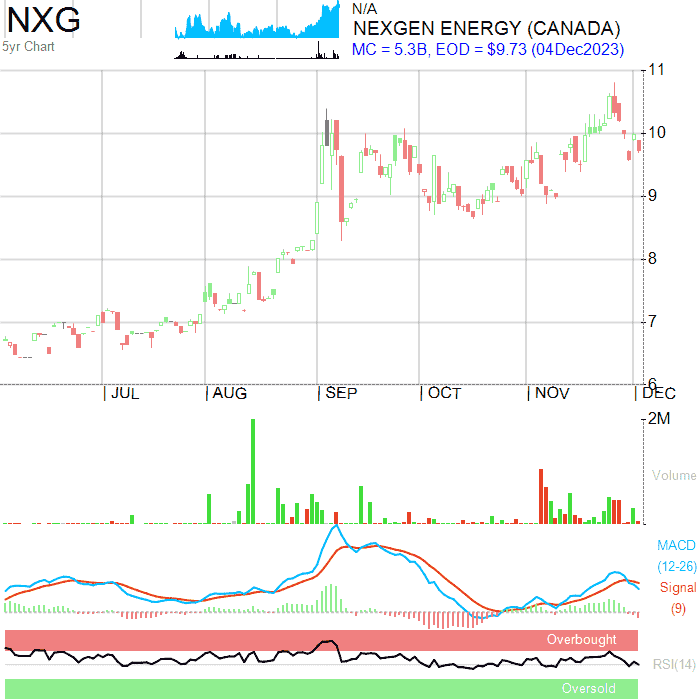 NXG
5yr Chart
N/A
NEXGEN ENERGY (CANADA)
MC = 5.3B, EOD = $9.73 (04Dec2023)
11
10
9
8
7
6
JUL
AUG
SEP
OCT
NOV
DEC
2M
Volume
MACD
(12-26)
Signal
(9)
Overbought
RSI(14)
Oversold